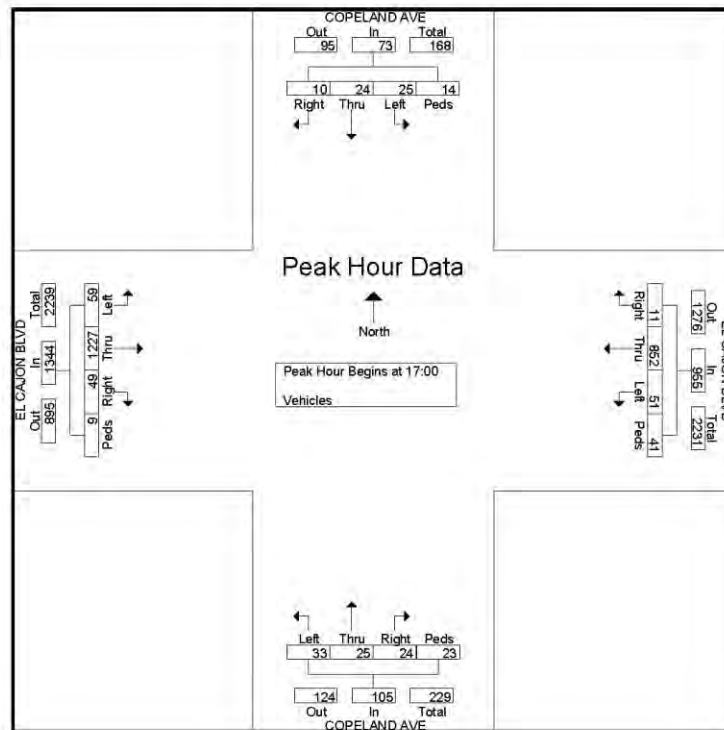 COPELAND AVE
Out In Total
95 73 168
10 24 25 14
Right Thru Left Peds
Peak Hour Data
North
Peak Hour Begins at 17:00
Vehicles
EL CAJON BLVD
Out In Total
895 1344 2239
9 49 1227 59
Peds Right Thru Left
Out In Total
1276 955 2231
11 852 51 41
Right Thru Left Peds
Left Thru Right Peds
33 25 24 23
124 105 229
Out In Total
COPELAND AVE